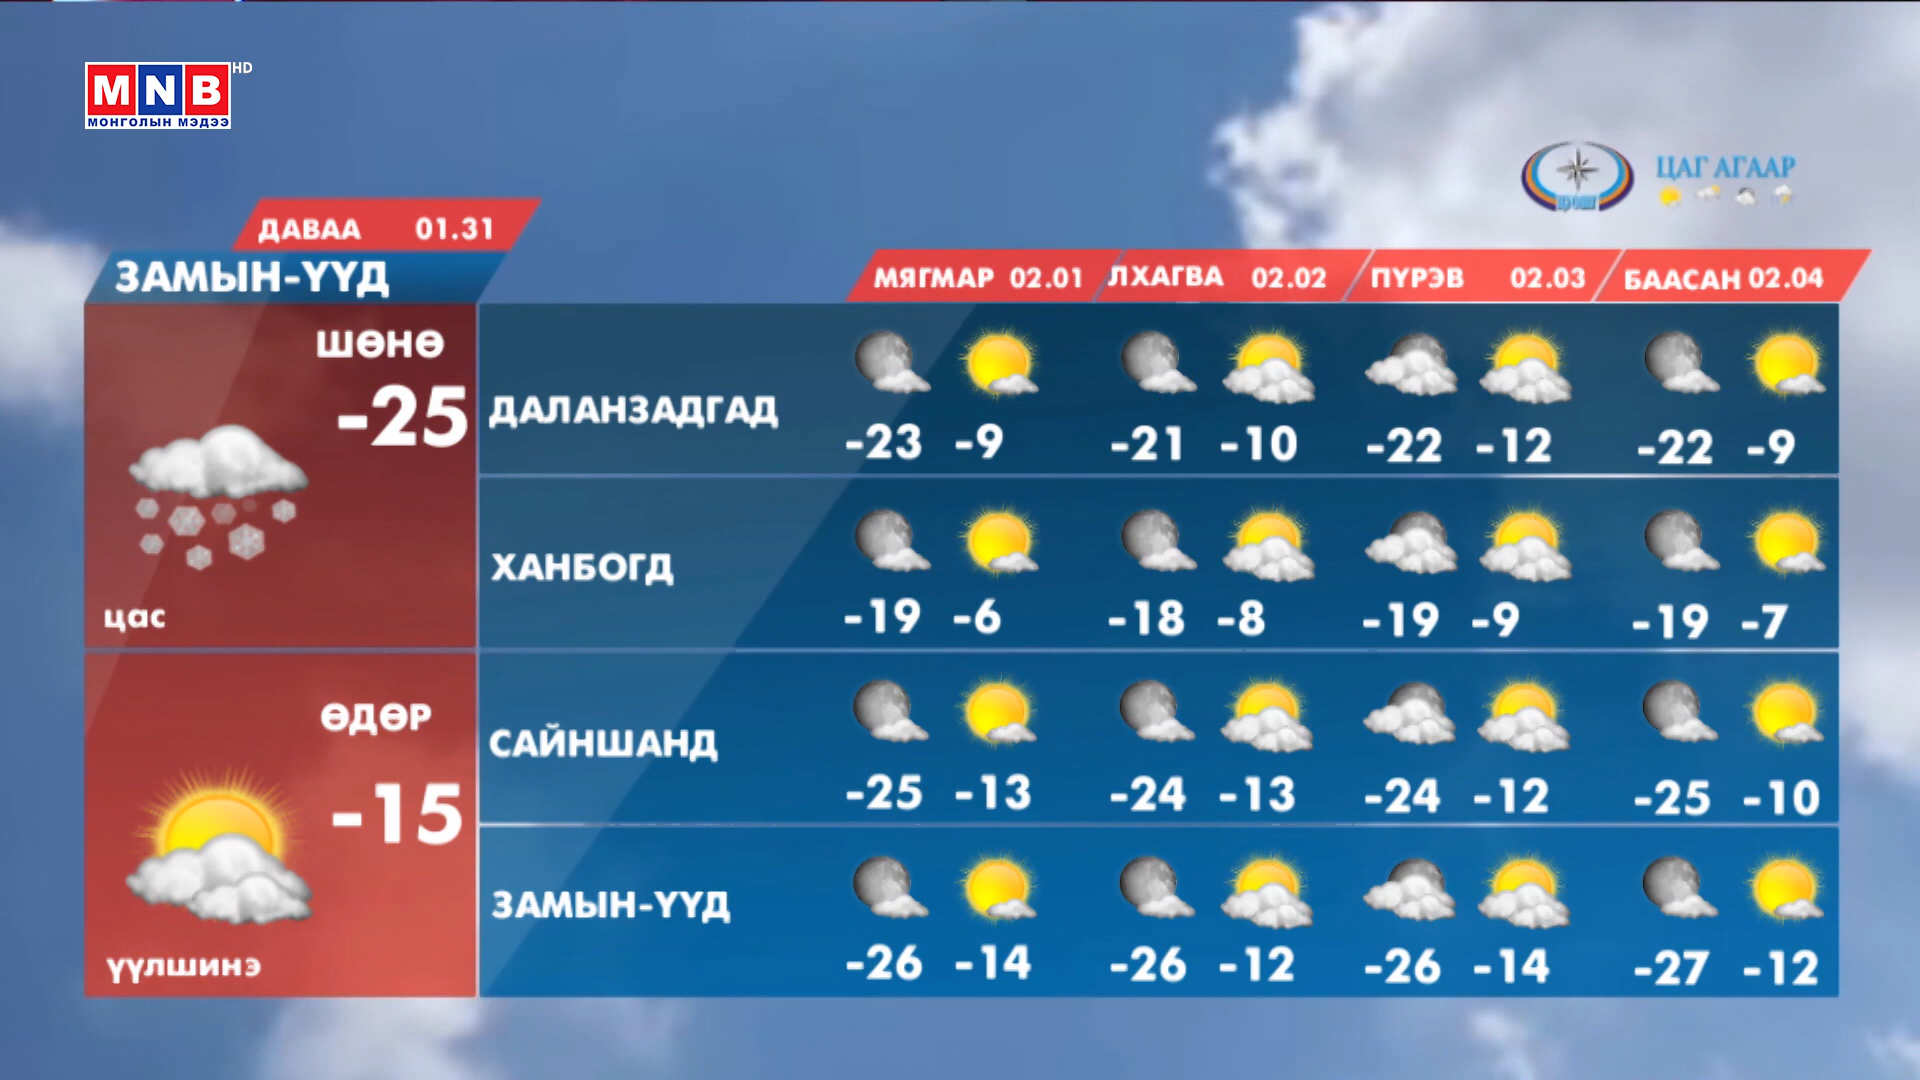 MNB HD
МОНГОЛЫН МЭДЭЭ
ЦАГ АГААР
ДАВАА 01.31
ЗАМЫН-ҮҮД
ШӨНӨ
-25
цас
ӨДӨР
-15
үүлшинэ
МЯГМАР 02.01 ЛХАГВА 02.02 ПҮРЭВ 02.03 БААСАН 02.04
ДАЛАНЗАДГАД
-23 -9 -21 -10 -22 -12 -22 -9
ХАНБОГД
-19 -6 -18 -8 -19 -9 -19 -7
САЙНШАНД
-25 -13 -24 -13 -24 -12 -25 -10
ЗАМЫН-ҮҮД
-26 -14 -26 -12 -26 -14 -27 -12